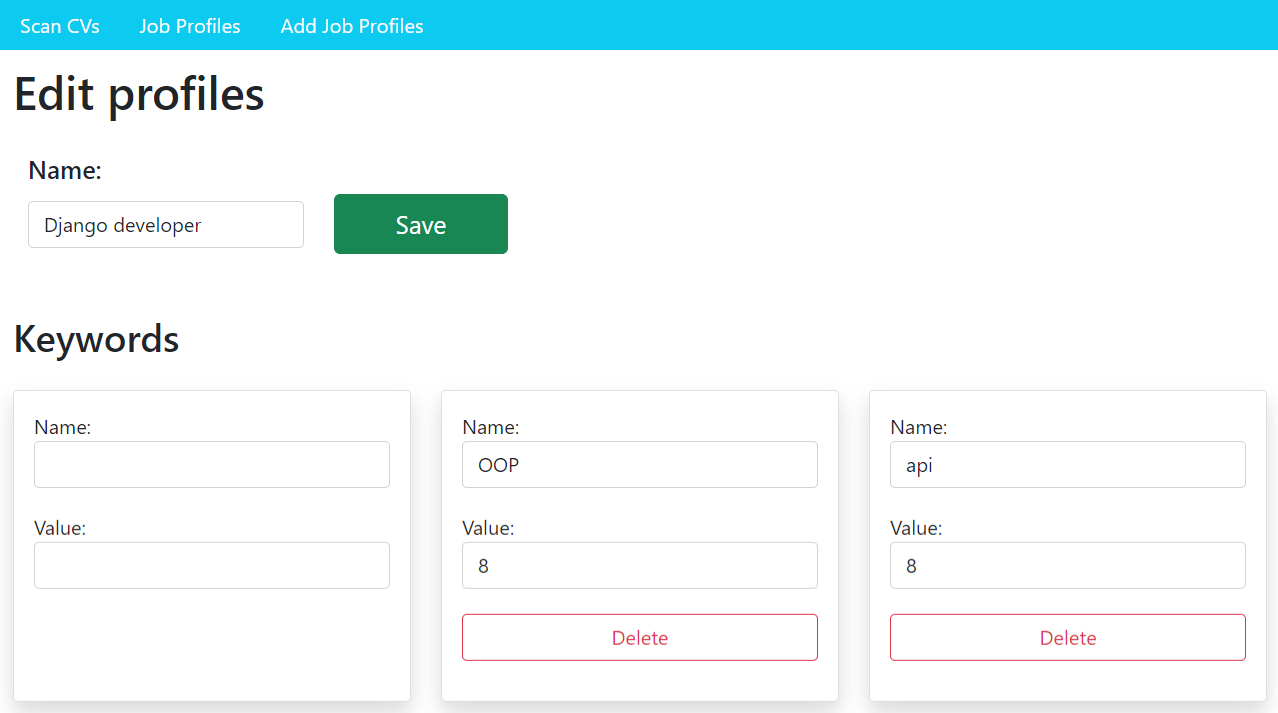 Scan CVs Job Profiles Add Job Profiles
Edit profiles
Name:
Django developer Save
Keywords
Name: Name: Name:
OOP api
Value: Value: Value:
8 8
Delete Delete